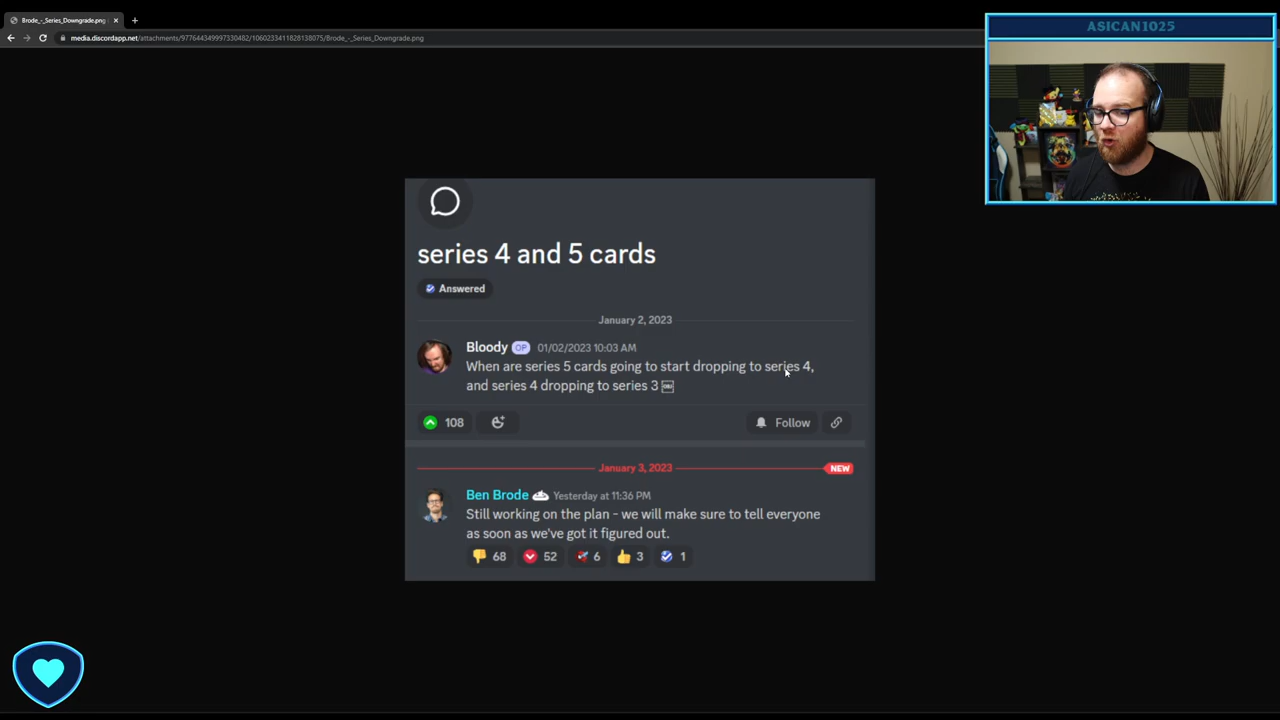 Brode_-_Series_Downgrade.png
media.discordapp.net/attachments/977644349997330482/1060233411828138075/Brode_-_Series_Downgrade.png
ASICAN1025
series 4 and 5 cards
Answered
January 2, 2023
Bloody OP 01/02/2023 10:03 AM
When are series 5 cards going to start dropping to series 4,
and series 4 dropping to series 3 OBJ
108
Follow
January 3, 2023
NEW
Ben Brode Yesterday at 11:36 PM
Still working on the plan - we will make sure to tell everyone
as soon as we've got it figured out.
68 52 6 3 1